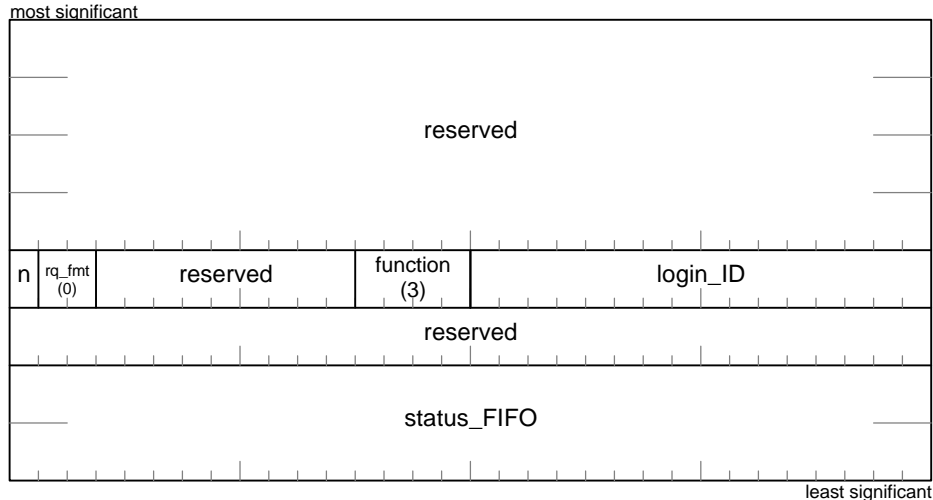 most significant
reserved
n
rq_fmt
(0)
reserved
function
(3)
login_ID
reserved
status_FIFO
least significant